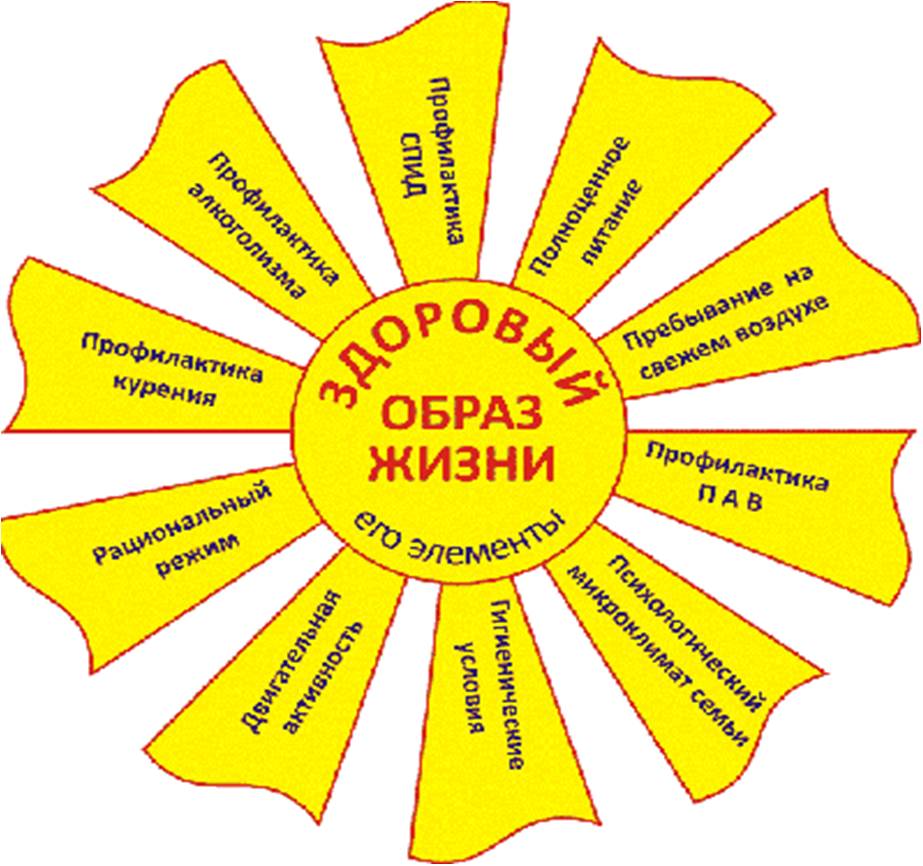 ЗДОРОВЫЙ
ОБРАЗ
ЖИЗНИ
его элементы
Профилактика
СПИД
Полноценное
питание
Пребывание на
свежем воздухе
Профилактика
П А В
Психологический
микроклимат семьи
Гигиенические
условия
Двигательная
активность
Рациональный
режим
Профилактика
курения
Профилактика
алкоголизма